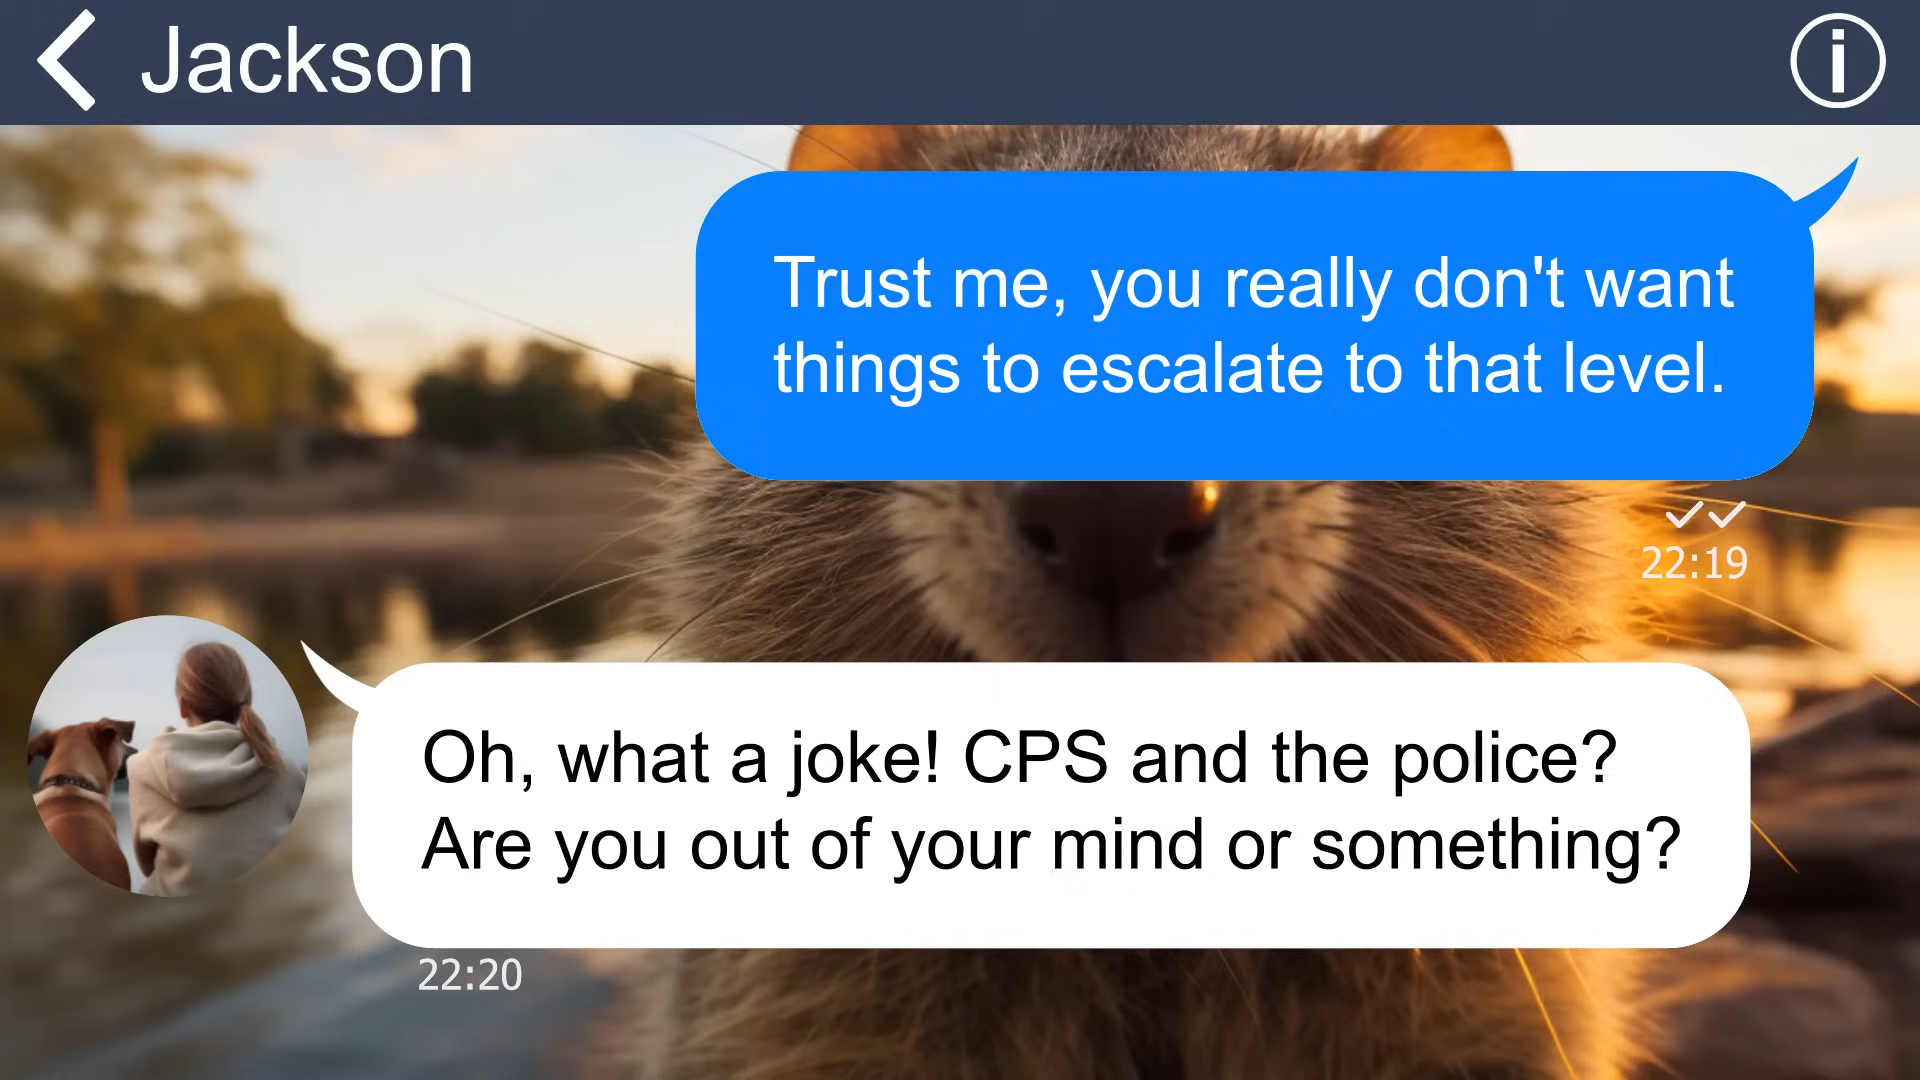 Jackson
Trust me, you really don't want
things to escalate to that level.
22:19
Oh, what a joke! CPS and the police?
Are you out of your mind or something?
22:20